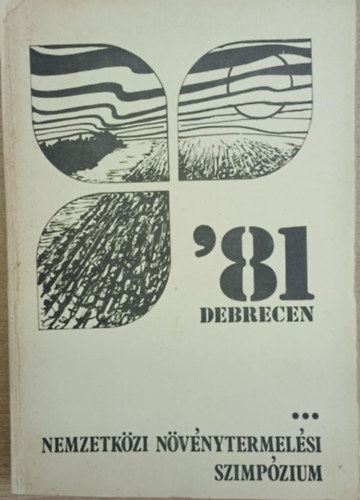 '81
DEBRECEN
•••
NEMZETKÖZI NÖVÉNYTERMELÉSI
SZIMPÓZIUM